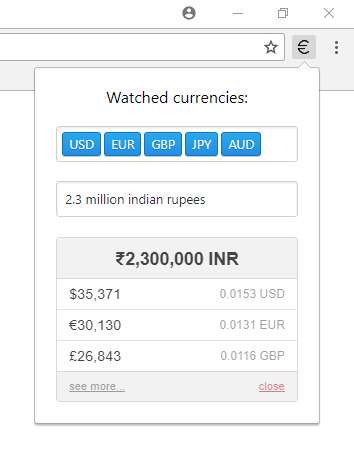 Watched currencies:
USD EUR GBP JPY AUD
2.3 million indian rupees
₹2,300,000 INR
$35,371 0.0153 USD
€30,130 0.0131 EUR
£26,843 0.0116 GBP
see more... close